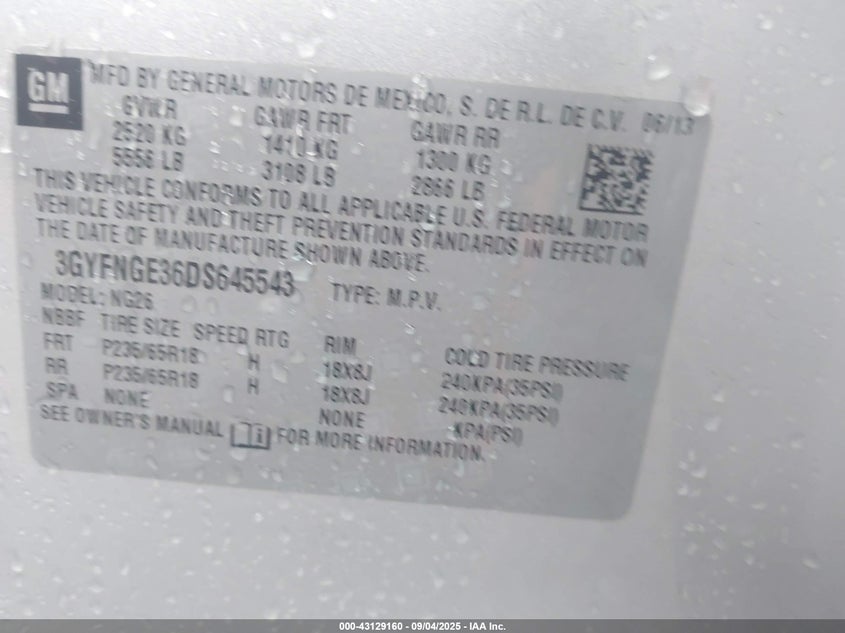 GM
MFD BY GENERAL MOTORS DE MEXICO, S. DE R.L. DE C.V. 06/13
GVWR GAWR FRT GAWR RR
2520 KG 1410 KG 1300 KG
5556 LB 3108 LB 2866 LB
THIS VEHICLE CONFORMS TO ALL APPLICABLE U.S. FEDERAL MOTOR
VEHICLE SAFETY AND THEFT PREVENTION STANDARDS IN EFFECT ON
THE DATE OF MANUFACTURE SHOWN ABOVE.
3GYFNGE36DS645543 TYPE: M.P.V.
MODEL: NG26
NBBF TIRE SIZE SPEED RTG RIM COLD TIRE PRESSURE
FRT P235/65R18 H 18X8J 240KPA(35PSI)
RR P235/65R18 H 18X8J 240KPA(35PSI)
SPA NONE NONE KPA(PSI)
SEE OWNER'S MANUAL FOR MORE INFORMATION.
000-43129160 - 09/04/2025 - IAA Inc.